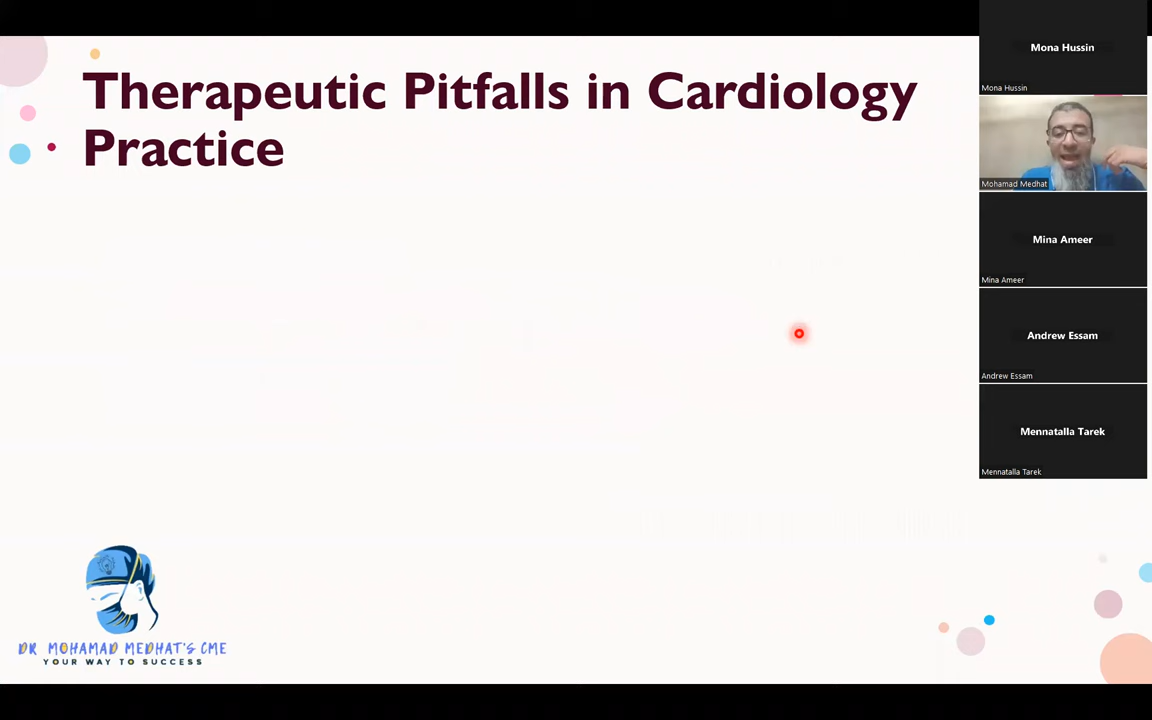 Therapeutic Pitfalls in Cardiology
Practice
Mona Hussin
Mona Hussin
Mohamad Medhat
Mina Ameer
Mina Ameer
Andrew Essam
Andrew Essam
Mennatalla Tarek
Mennatalla Tarek
DR MOHAMAD MEDHAT'S CME
YOUR WAY TO SUCCESS